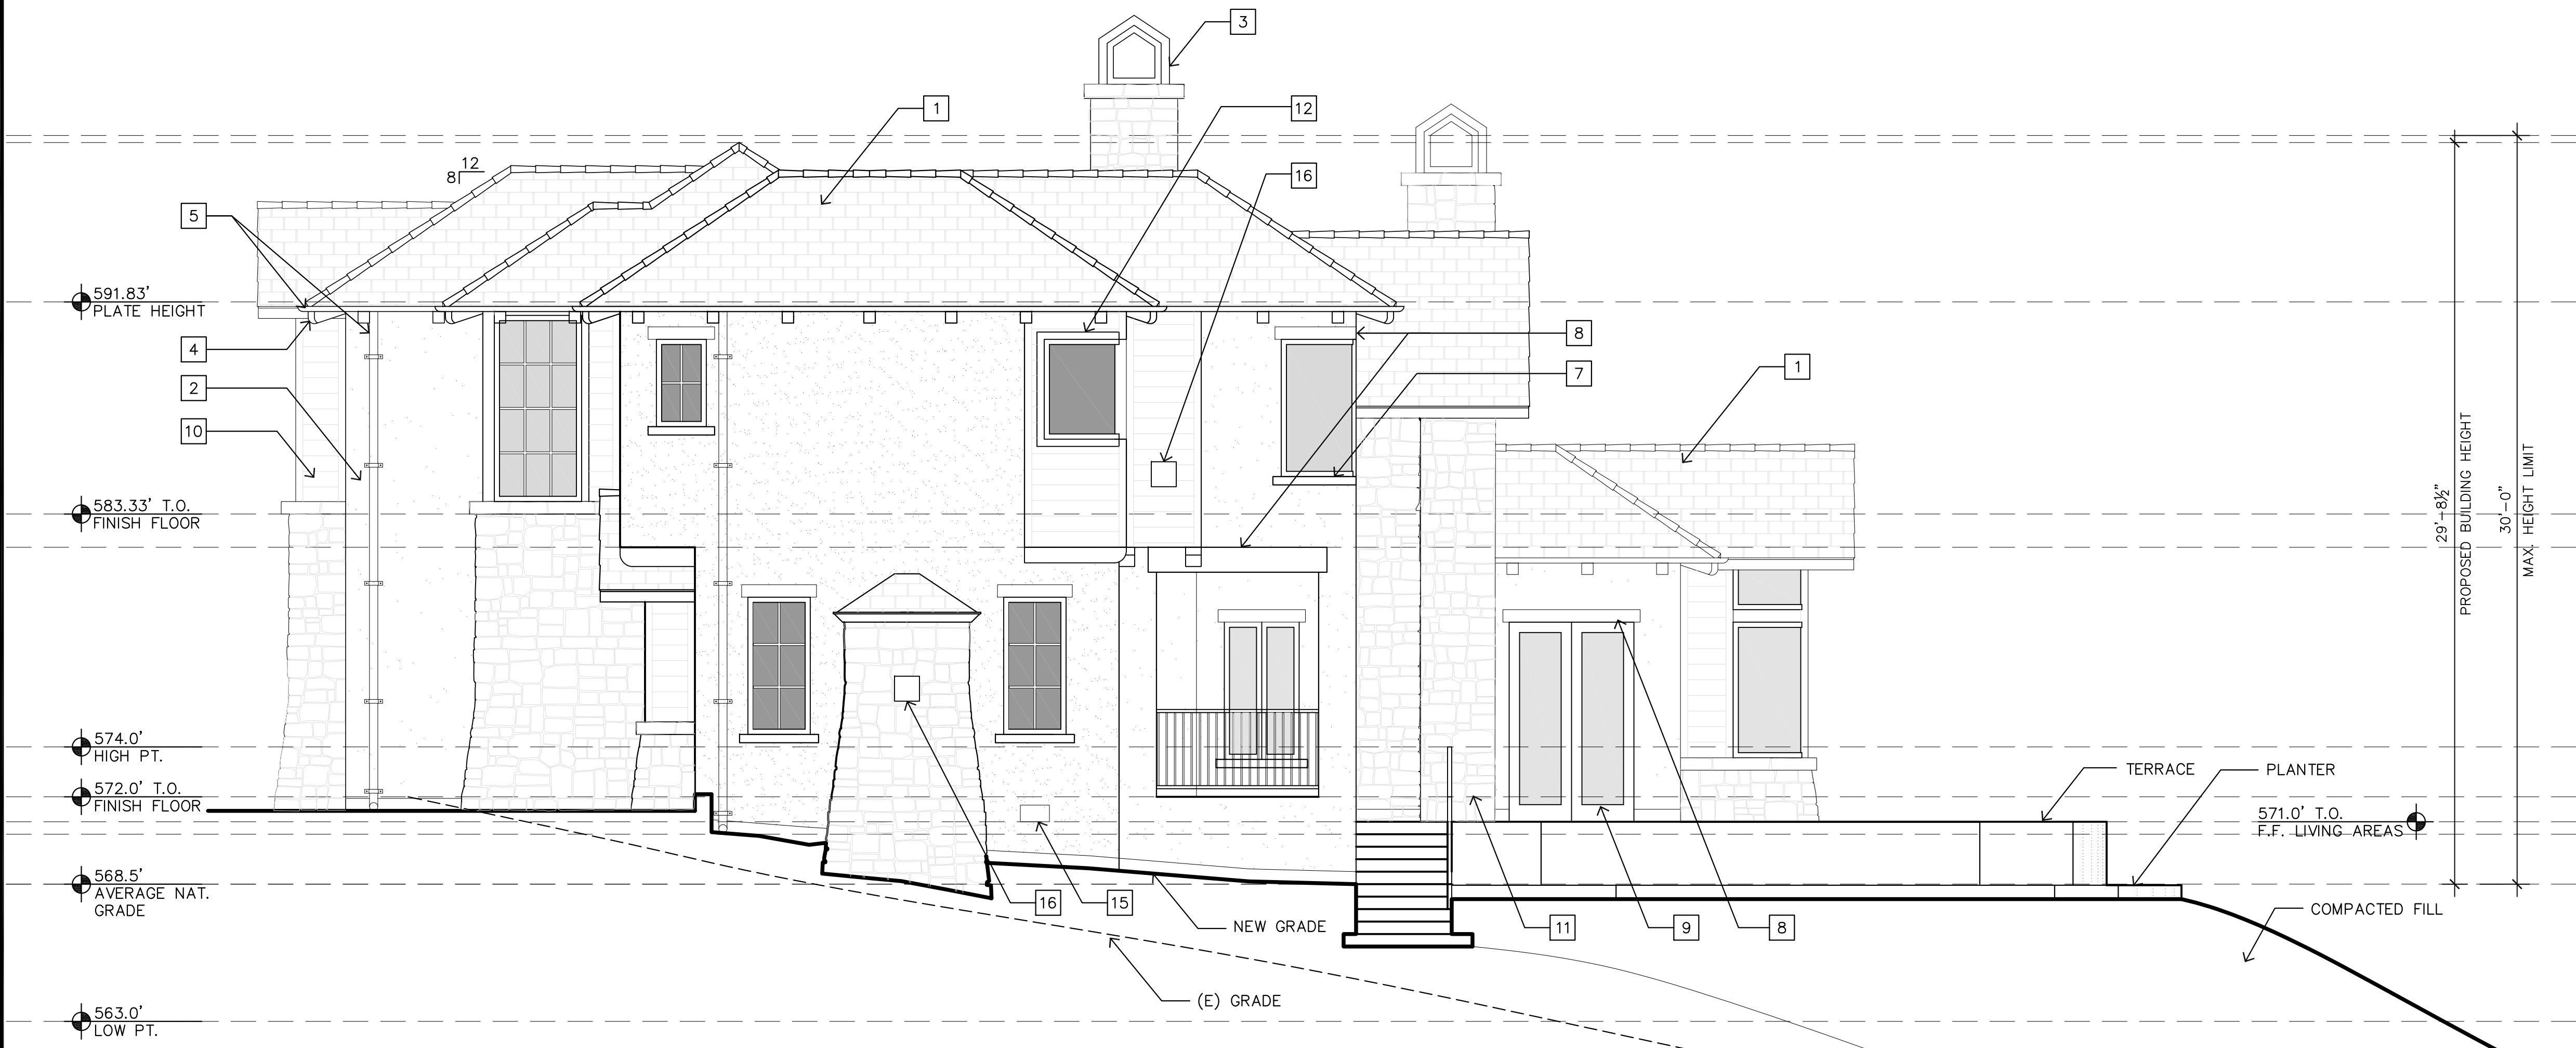 3
1
12
12
8
16
5
591.83'
PLATE HEIGHT
4
8
7
1
2
10
583.33' T.O.
FINISH FLOOR
29'-8½"
PROPOSED BUILDING HEIGHT
30'-0"
MAX. HEIGHT LIMIT
574.0'
HIGH PT.
572.0' T.O.
FINISH FLOOR
TERRACE
PLANTER
571.0' T.O.
F.F. LIVING AREAS
568.5'
AVERAGE NAT.
GRADE
16
15
NEW GRADE
11
9
8
COMPACTED FILL
(E) GRADE
563.0'
LOW PT.